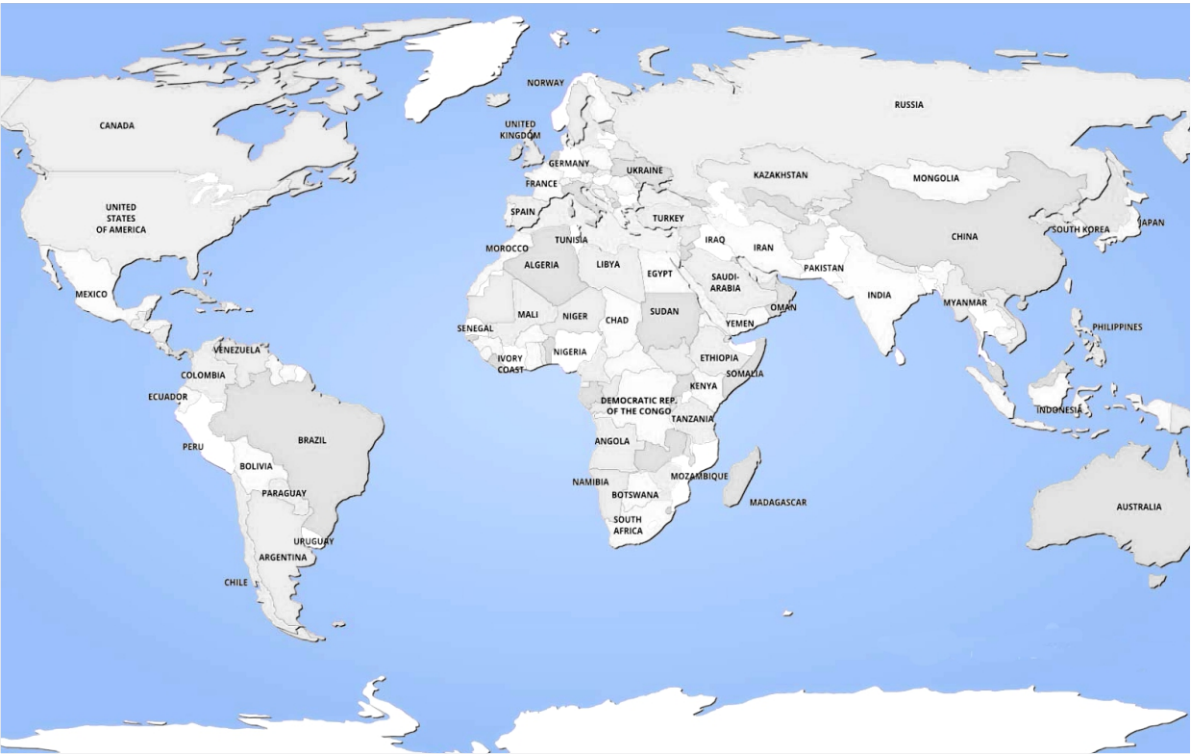 NORWAY
RUSSIA
CANADA
UNITED
KINGDOM
GERMANY
UKRAINE
KAZAKHSTAN
MONGOLIA
FRANCE
UNITED
STATES
OF AMERICA
SPAIN
TURKEY
JAPAN
SOUTH KOREA
CHINA
TUNISIA
IRAQ
IRAN
MOROCCO
ALGERIA
LIBYA
EGYPT
SAUDI-
ARABIA
PAKISTAN
INDIA
MEXICO
MYANMAR
OMAN
MALI
NIGER
CHAD
SUDAN
YEMEN
SENEGAL
PHILIPPINES
VENEZUELA
IVORY
COAST
NIGERIA
ETHIOPIA
SOMALIA
COLOMBIA
KENYA
ECUADOR
DEMOCRATIC REP.
OF THE CONGO
TANZANIA
INDONESIA
PERU
BRAZIL
ANGOLA
BOLIVIA
MOZAMBIQUE
NAMIBIA
BOTSWANA
MADAGASCAR
PARAGUAY
AUSTRALIA
SOUTH
AFRICA
URUGUAY
ARGENTINA
CHILE